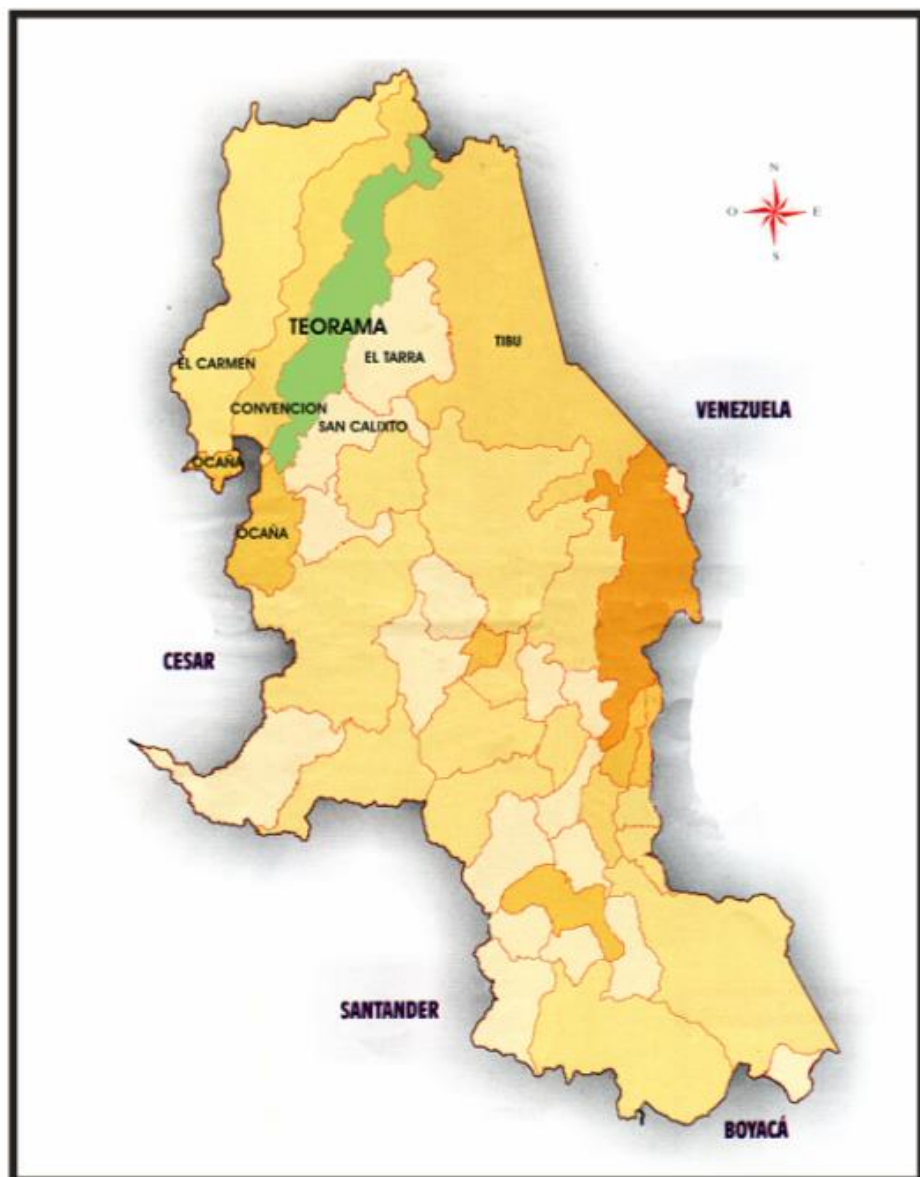 N
O E
S
TEORAMA
TIBU
EL TARRA
EL CARMEN
VENEZUELA
CONVENCION
SAN CALIXTO
OCAÑA
OCAÑA
CESAR
SANTANDER
BOYACÁ